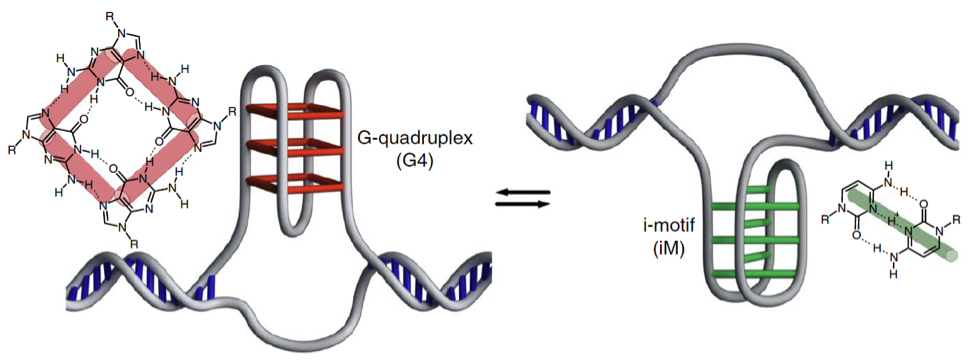 R
N
N N
H H
H N H N
H N O H N N
N O N R
O N
R N N H O H N
N H O H H
N H N N N H
N N
R
G-quadruplex
(G4)
i-motif
(iM)
H
N H O
R N N H + N N R
O O H N
H